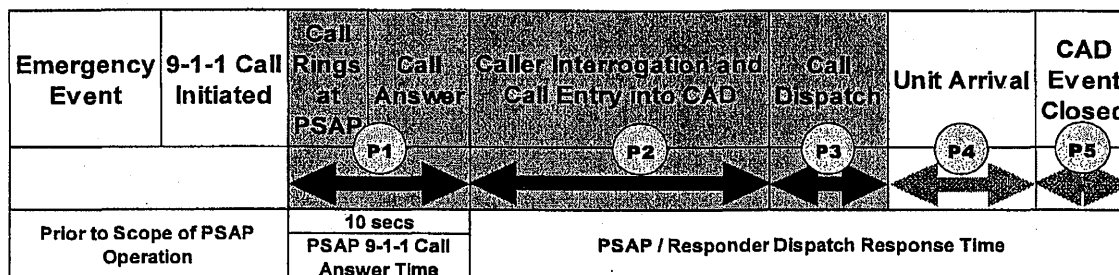 Emergency Event
9-1-1 Call Initiated
Call Rings at PSAP
Call Answer
Caller Interrogation and Call Entry into CAD
Call Dispatch
Unit Arrival
CAD Event Closed
P1
P2
P3
P4
P5
Prior to Scope of PSAP Operation
10 secs
PSAP 9-1-1 Call Answer Time
PSAP / Responder Dispatch Response Time